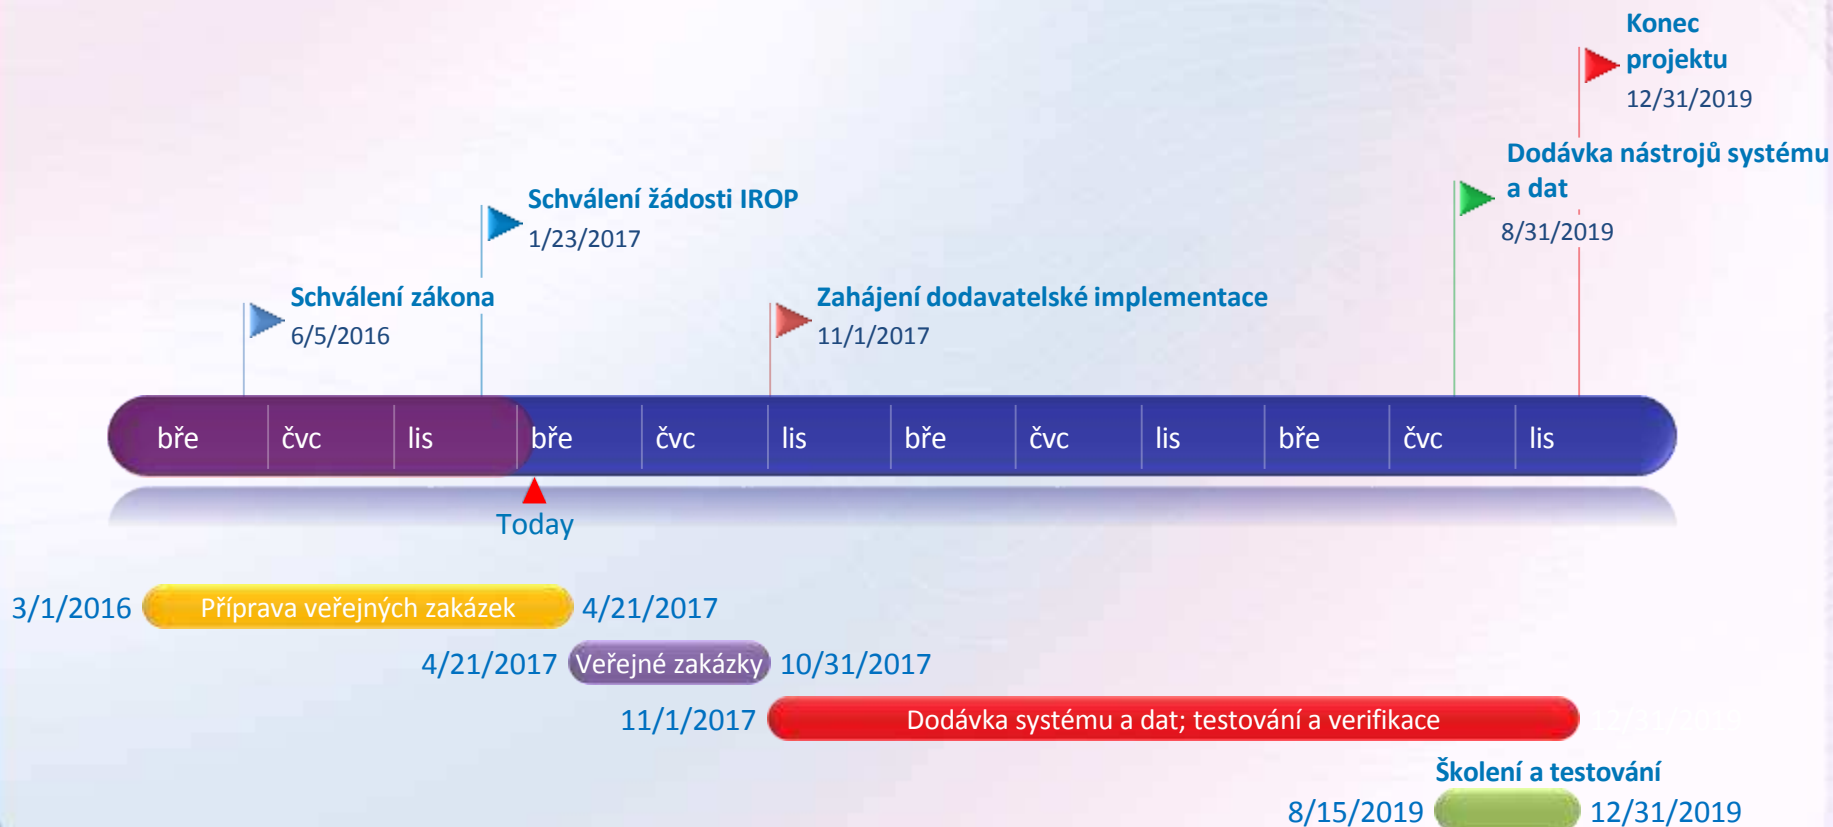 Konec
projektu
12/31/2019
Dodávka nástrojů systému
a dat
8/31/2019
Schválení žádosti IROP
1/23/2017
Schválení zákona
6/5/2016
Zahájení dodavatelské implementace
11/1/2017
bře čvc lis bře čvc lis bře čvc lis bře čvc lis
Today
3/1/2016 Příprava veřejných zakázek 4/21/2017
4/21/2017 Veřejné zakázky 10/31/2017
11/1/2017 Dodávka systému a dat; testování a verifikace 12/31/2019
Školení a testování
8/15/2019 12/31/2019